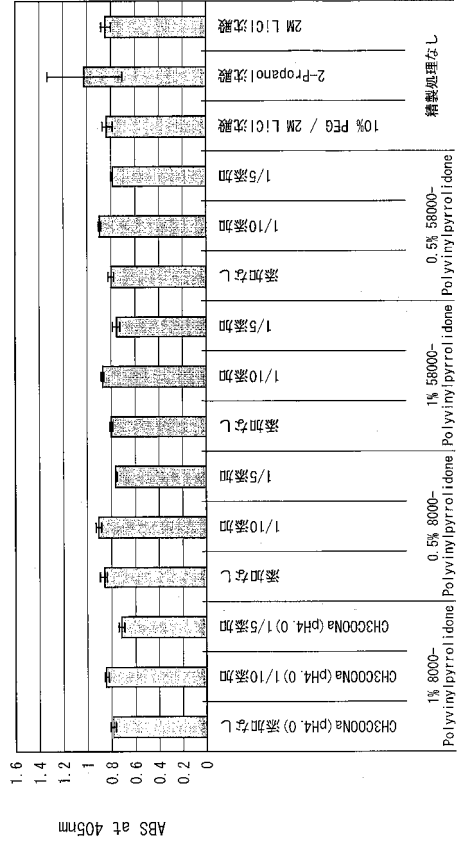 ABS at 405nm
1.6
1.4
1.2
1
0.8
0.6
0.4
0.2
0
CH3COONa(pH4.0)添加なし
CH3COONa(pH4.0)1/10添加
CH3COONa(pH4.0)1/5添加
添加なし
1/10添加
1/5添加
添加なし
1/10添加
1/5添加
添加なし
1/10添加
1/5添加
10% PEG / 2M LiCl沈殿
2-Propanol沈殿
2M LiCl沈殿
1% 8000-
Polyvinylpyrrolidone
0.5% 8000-
Polyvinylpyrrolidone
1% 58000-
Polyvinylpyrrolidone
0.5% 58000-
Polyvinylpyrrolidone
精製処理なし